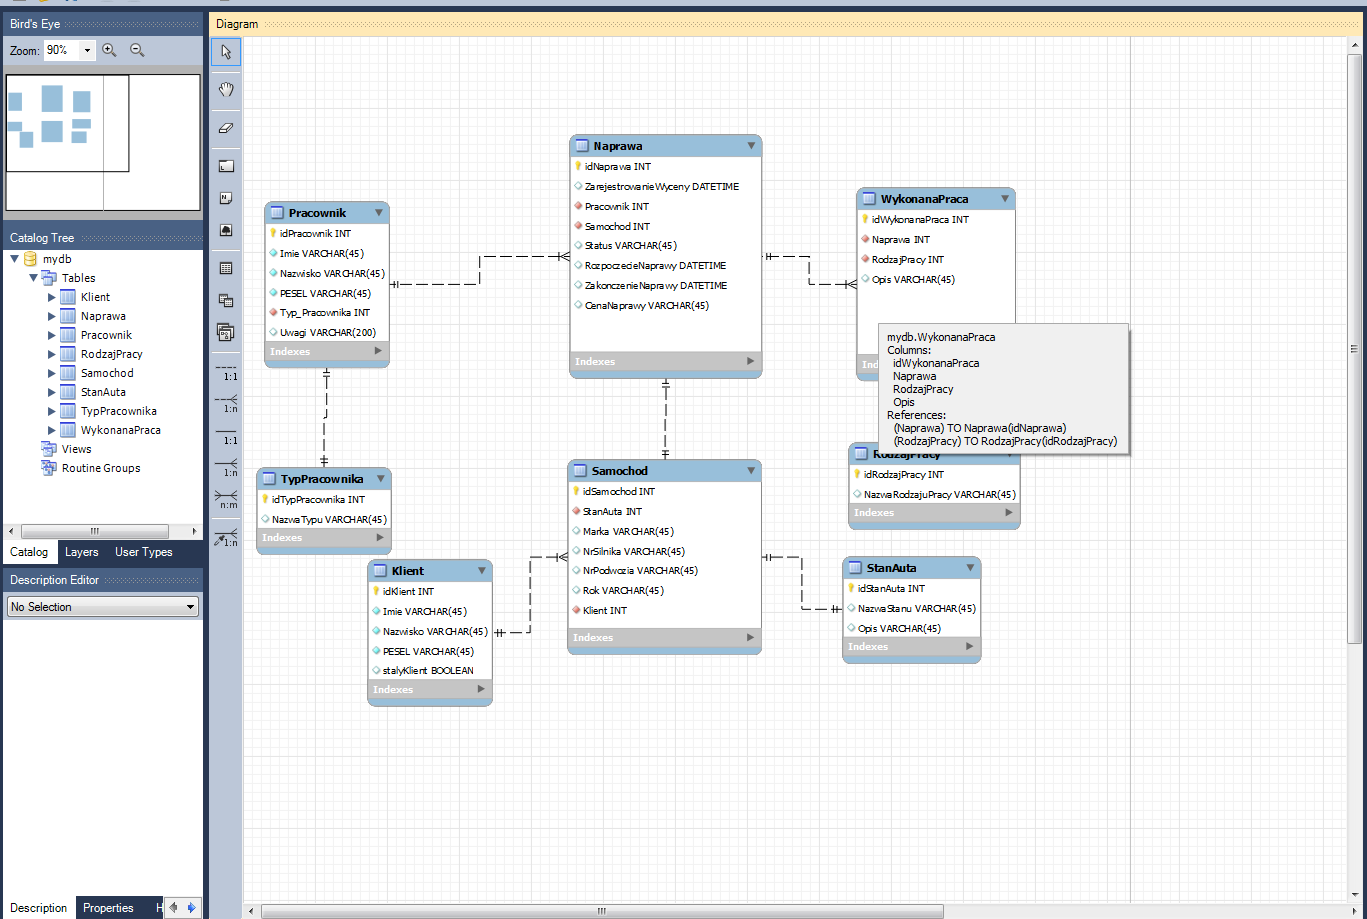 Bird's Eye
Zoom: 90%
Catalog Tree
mydb
Tables
Klient
Naprawa
Pracownik
RodzajPracy
Samochod
StanAuta
TypPracownika
WykonanaPraca
Views
Routine Groups
Catalog Layers User Types
Description Editor
No Selection
Description Properties H
Diagram
1:1
1:n
1:1
1:n
n:m
1:n
Pracownik
idPracownik INT
Imie VARCHAR(45)
Nazwisko VARCHAR(45)
PESEL VARCHAR(45)
Typ_Pracownika INT
Uwagi VARCHAR(200)
Indexes
Naprawa
idNaprawa INT
ZarejestrowanieWyceny DATETIME
Pracownik INT
Samochod INT
Status VARCHAR(45)
RozpoczecieNaprawy DATETIME
ZakonczenieNaprawy DATETIME
CenaNaprawy VARCHAR(45)
Indexes
WykonanaPraca
idWykonanaPraca INT
Naprawa INT
RodzajPracy INT
Opis VARCHAR(45)
Ind
mydb.WykonanaPraca
Columns:
idWykonanaPraca
Naprawa
RodzajPracy
Opis
References:
(Naprawa) TO Naprawa(idNaprawa)
(RodzajPracy) TO RodzajPracy(idRodzajPracy)
RodzajPracy
idRodzajPracy INT
NazwaRodzajuPracy VARCHAR(45)
Indexes
TypPracownika
idTypPracownika INT
NazwaTypu VARCHAR(45)
Indexes
Samochod
idSamochod INT
StanAuta INT
Marka VARCHAR(45)
NrSilnika VARCHAR(45)
NrPodwozia VARCHAR(45)
Rok VARCHAR(45)
Klient INT
Indexes
Klient
idKlient INT
Imie VARCHAR(45)
Nazwisko VARCHAR(45)
PESEL VARCHAR(45)
stalyKlient BOOLEAN
Indexes
StanAuta
idStanAuta INT
NazwaStanu VARCHAR(45)
Opis VARCHAR(45)
Indexes